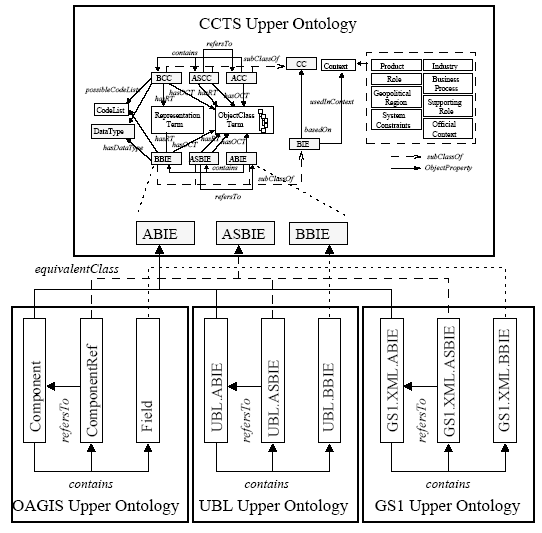 CCTS Upper Ontology
refersTo
contains
subClassOf
BCC
ASCC
ACC
CC
Context
possibleCodeList
hasRT
hasOCT
hasRT
hasOCT
CodeList
DataType
hasDataType
Representation
Term
ObjectClass
Term
usedInContext
basedOn
BIE
hasRT
hasOCT
hasRT
hasOCT
BBIE
ASBIE
ABIE
contains
subClassOf
refersTo
Product
Industry
Role
Business
Process
Geopolitical
Region
Supporting
Role
System
Constraints
Official
Context
subClassOf
ObjectProperty
ABIE
ASBIE
BBIE
equivalentClass
Component
refersTo
ComponentRef
Field
contains
OAGIS Upper Ontology
UBL.ABIE
refersTo
UBL.ASBIE
UBL.BBIE
contains
UBL Upper Ontology
GS1.XML.ABIE
refersTo
GS1.XML.ASBIE
GS1.XML.BBIE
contains
GS1 Upper Ontology